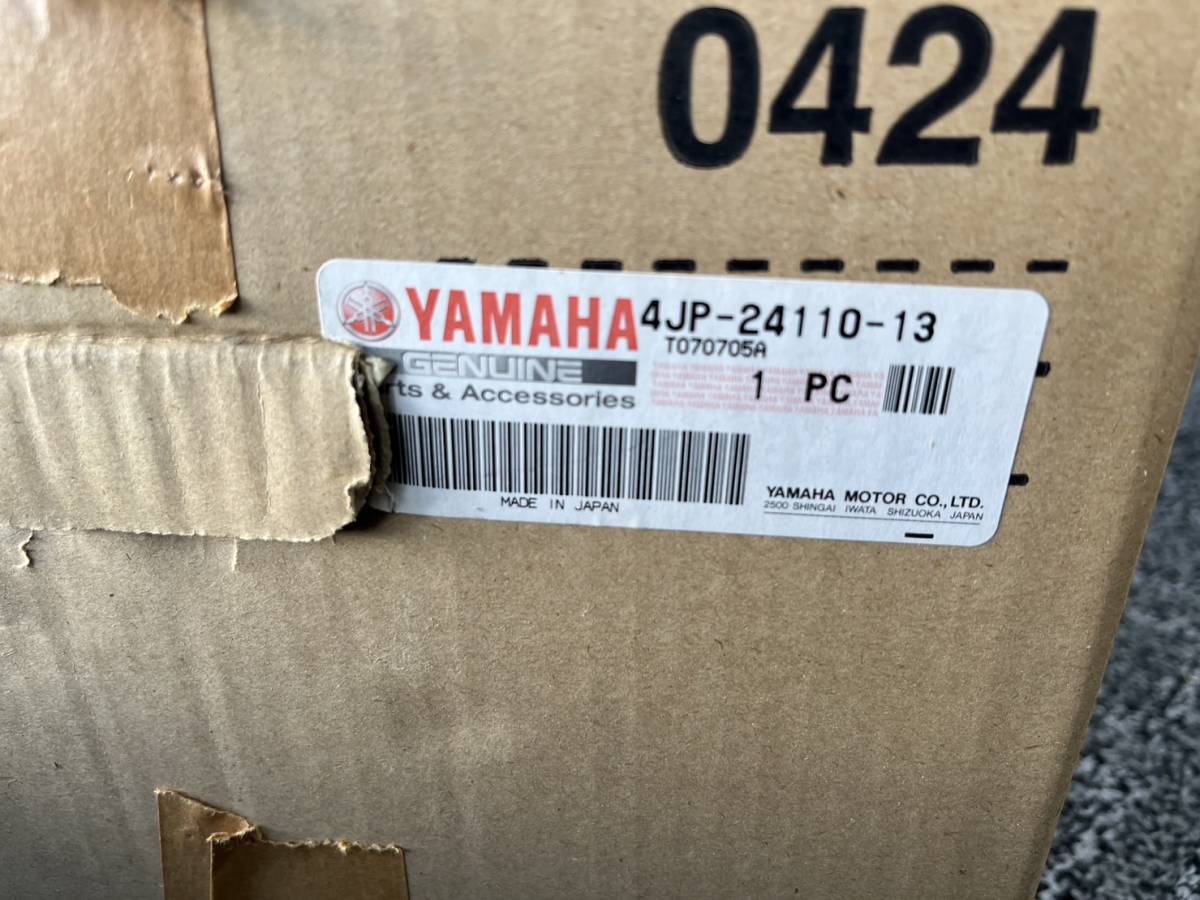 0424
YAMAHA 4JP-24110-13
T070705A
GENUINE
rts & Accessories
1 PC
MADE IN JAPAN
YAMAHA MOTOR CO., LTD.
2500 SHINGAI IWATA SHIZUOKA JAPAN